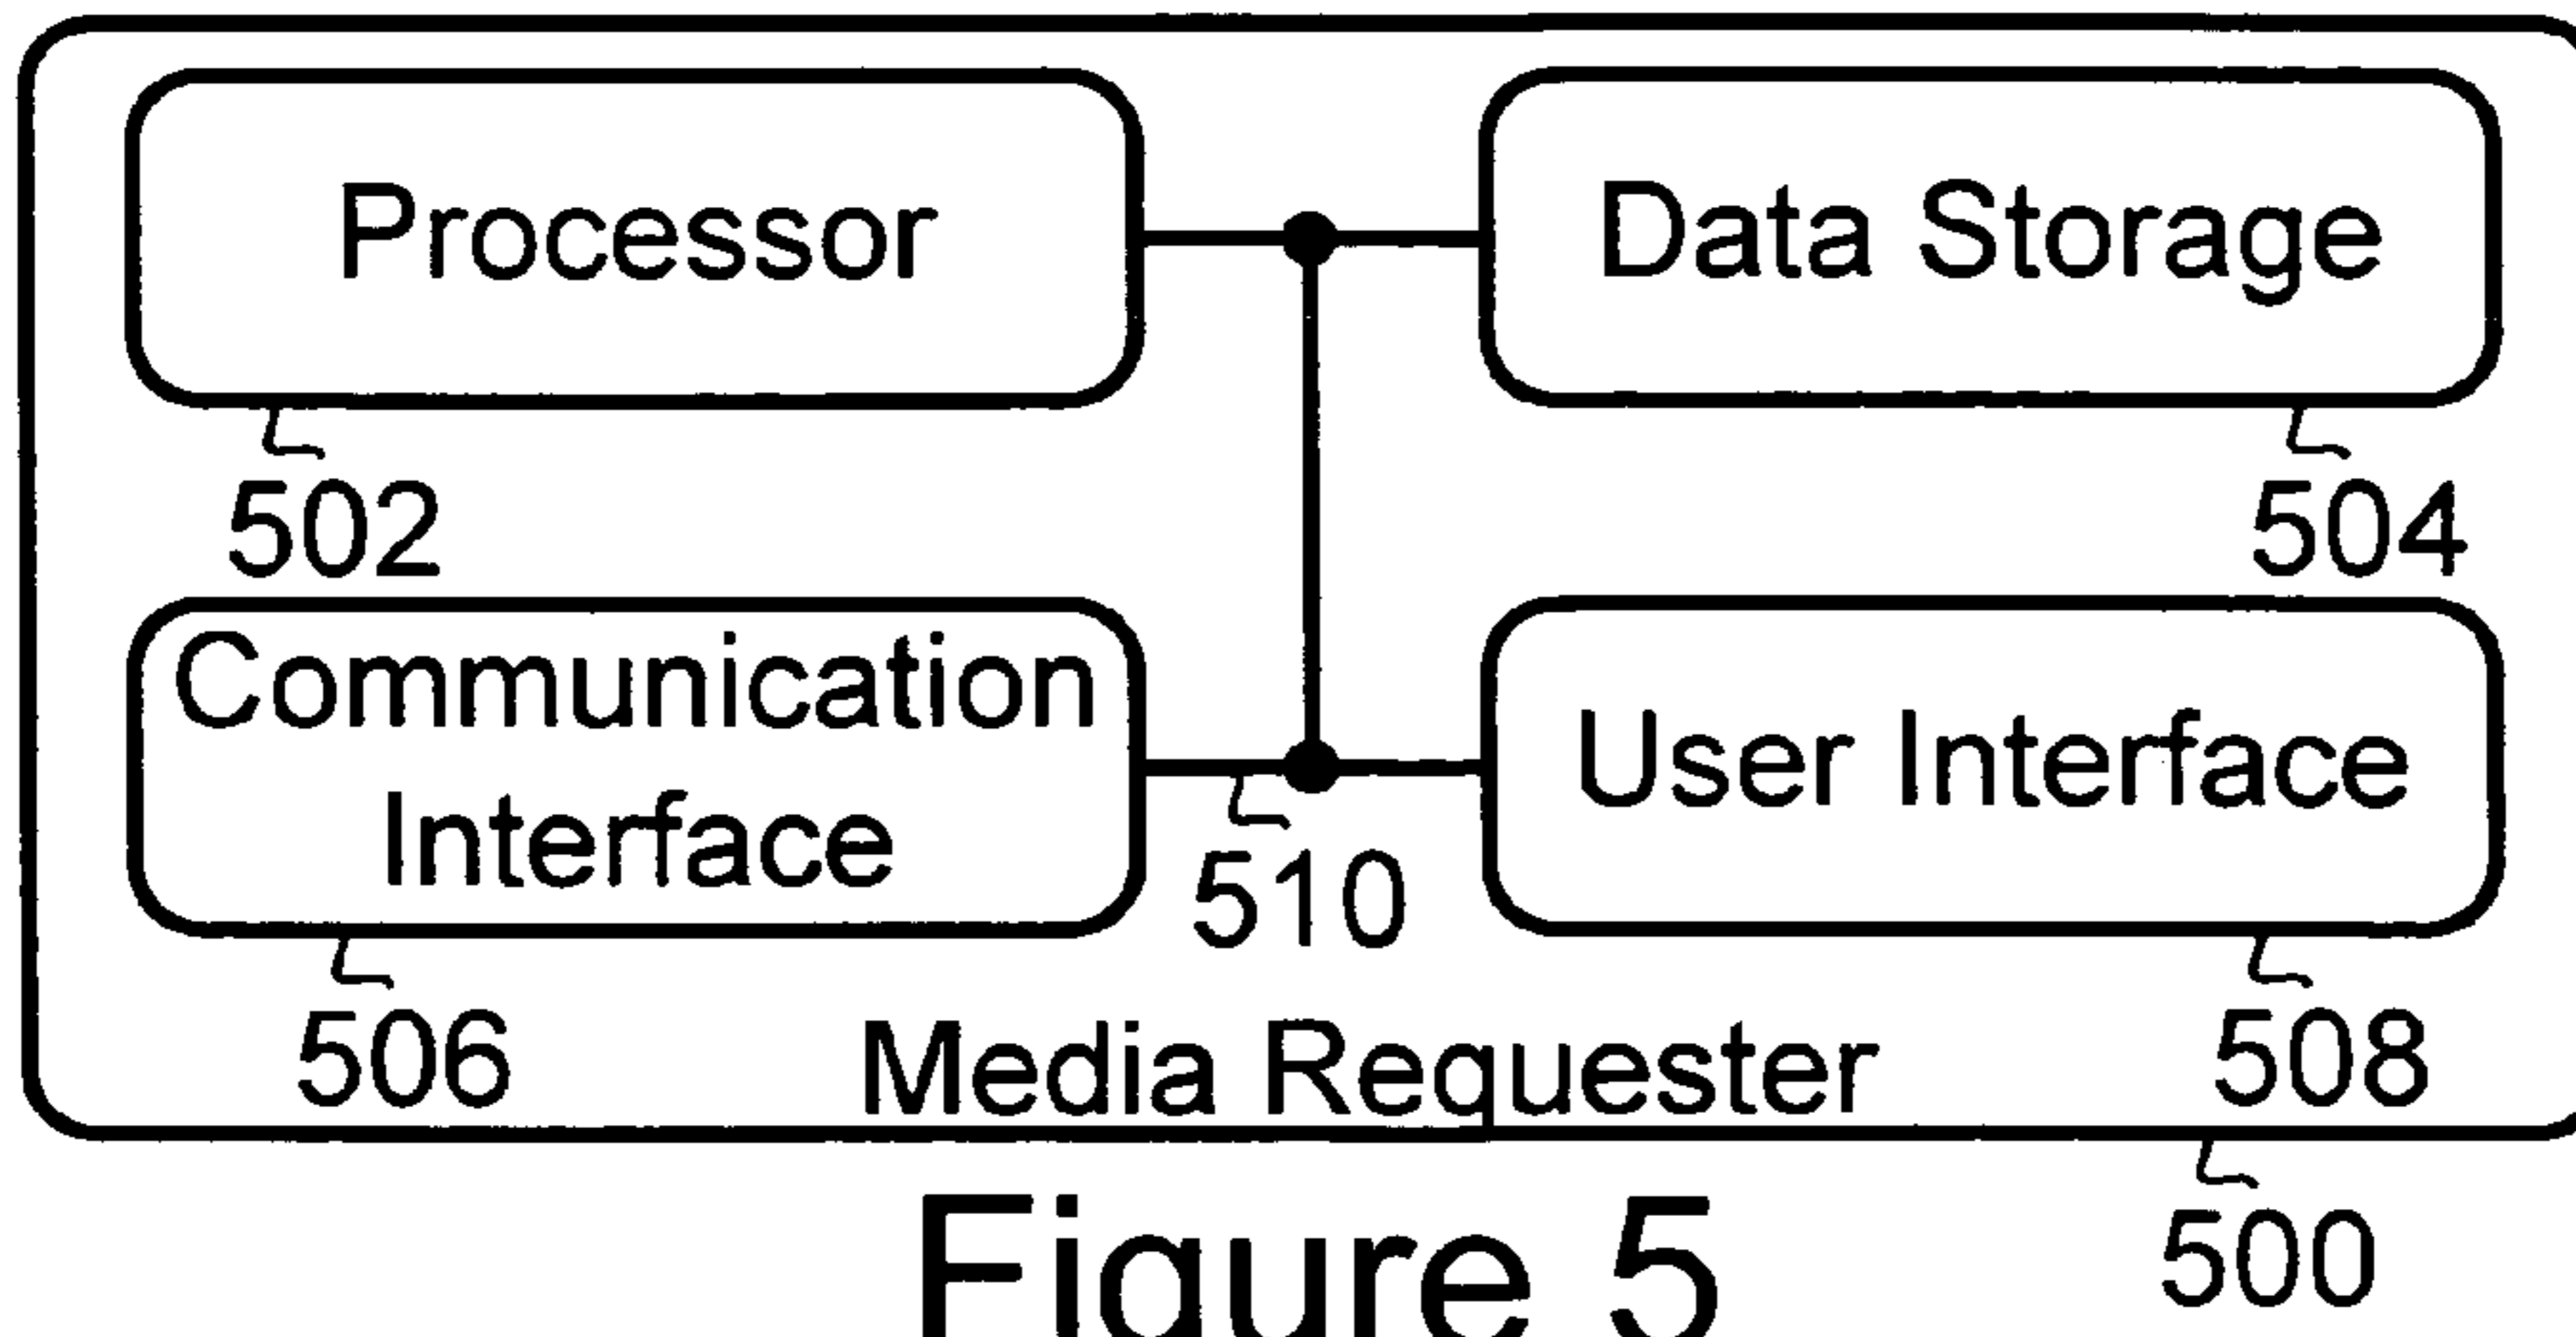 Processor
Data Storage
502
504
Communication
Interface
User Interface
510
506
508
Media Requester
500
Figure 5